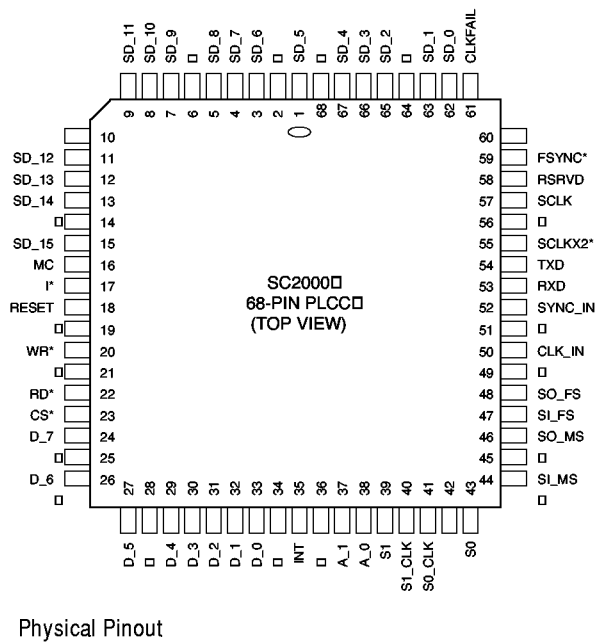 SD_11 SD_10 SD_9 SD_8 SD_7 SD_6 SD_5 SD_4 SD_3 SD_2 SD_1 SD_0 CLKFAIL
9 8 7 6 5 4 3 2 1 68 67 66 65 64 63 62 61
10 60
SD_12 11 59 FSYNC*
SD_13 12 58 RSRVD
SD_14 13 57 SCLK
14 56
SD_15 15 55 SCLKX2*
MC 16 54 TXD
I* 17 53 RXD
RESET 18 52 SYNC_IN
19 51
WR* 20 50 CLK_IN
21 49
RD* 22 48 SO_FS
CS* 23 47 SI_FS
D_7 24 46 SO_MS
25 45
D_6 26 44 SI_MS
SC2000
68-PIN PLCC
(TOP VIEW)
27 28 29 30 31 32 33 34 35 36 37 38 39 40 41 42 43
D_5 D_4 D_3 D_2 D_1 D_0 INT A_1 A_0 S1 S1_CLK S0_CLK S0
Physical Pinout